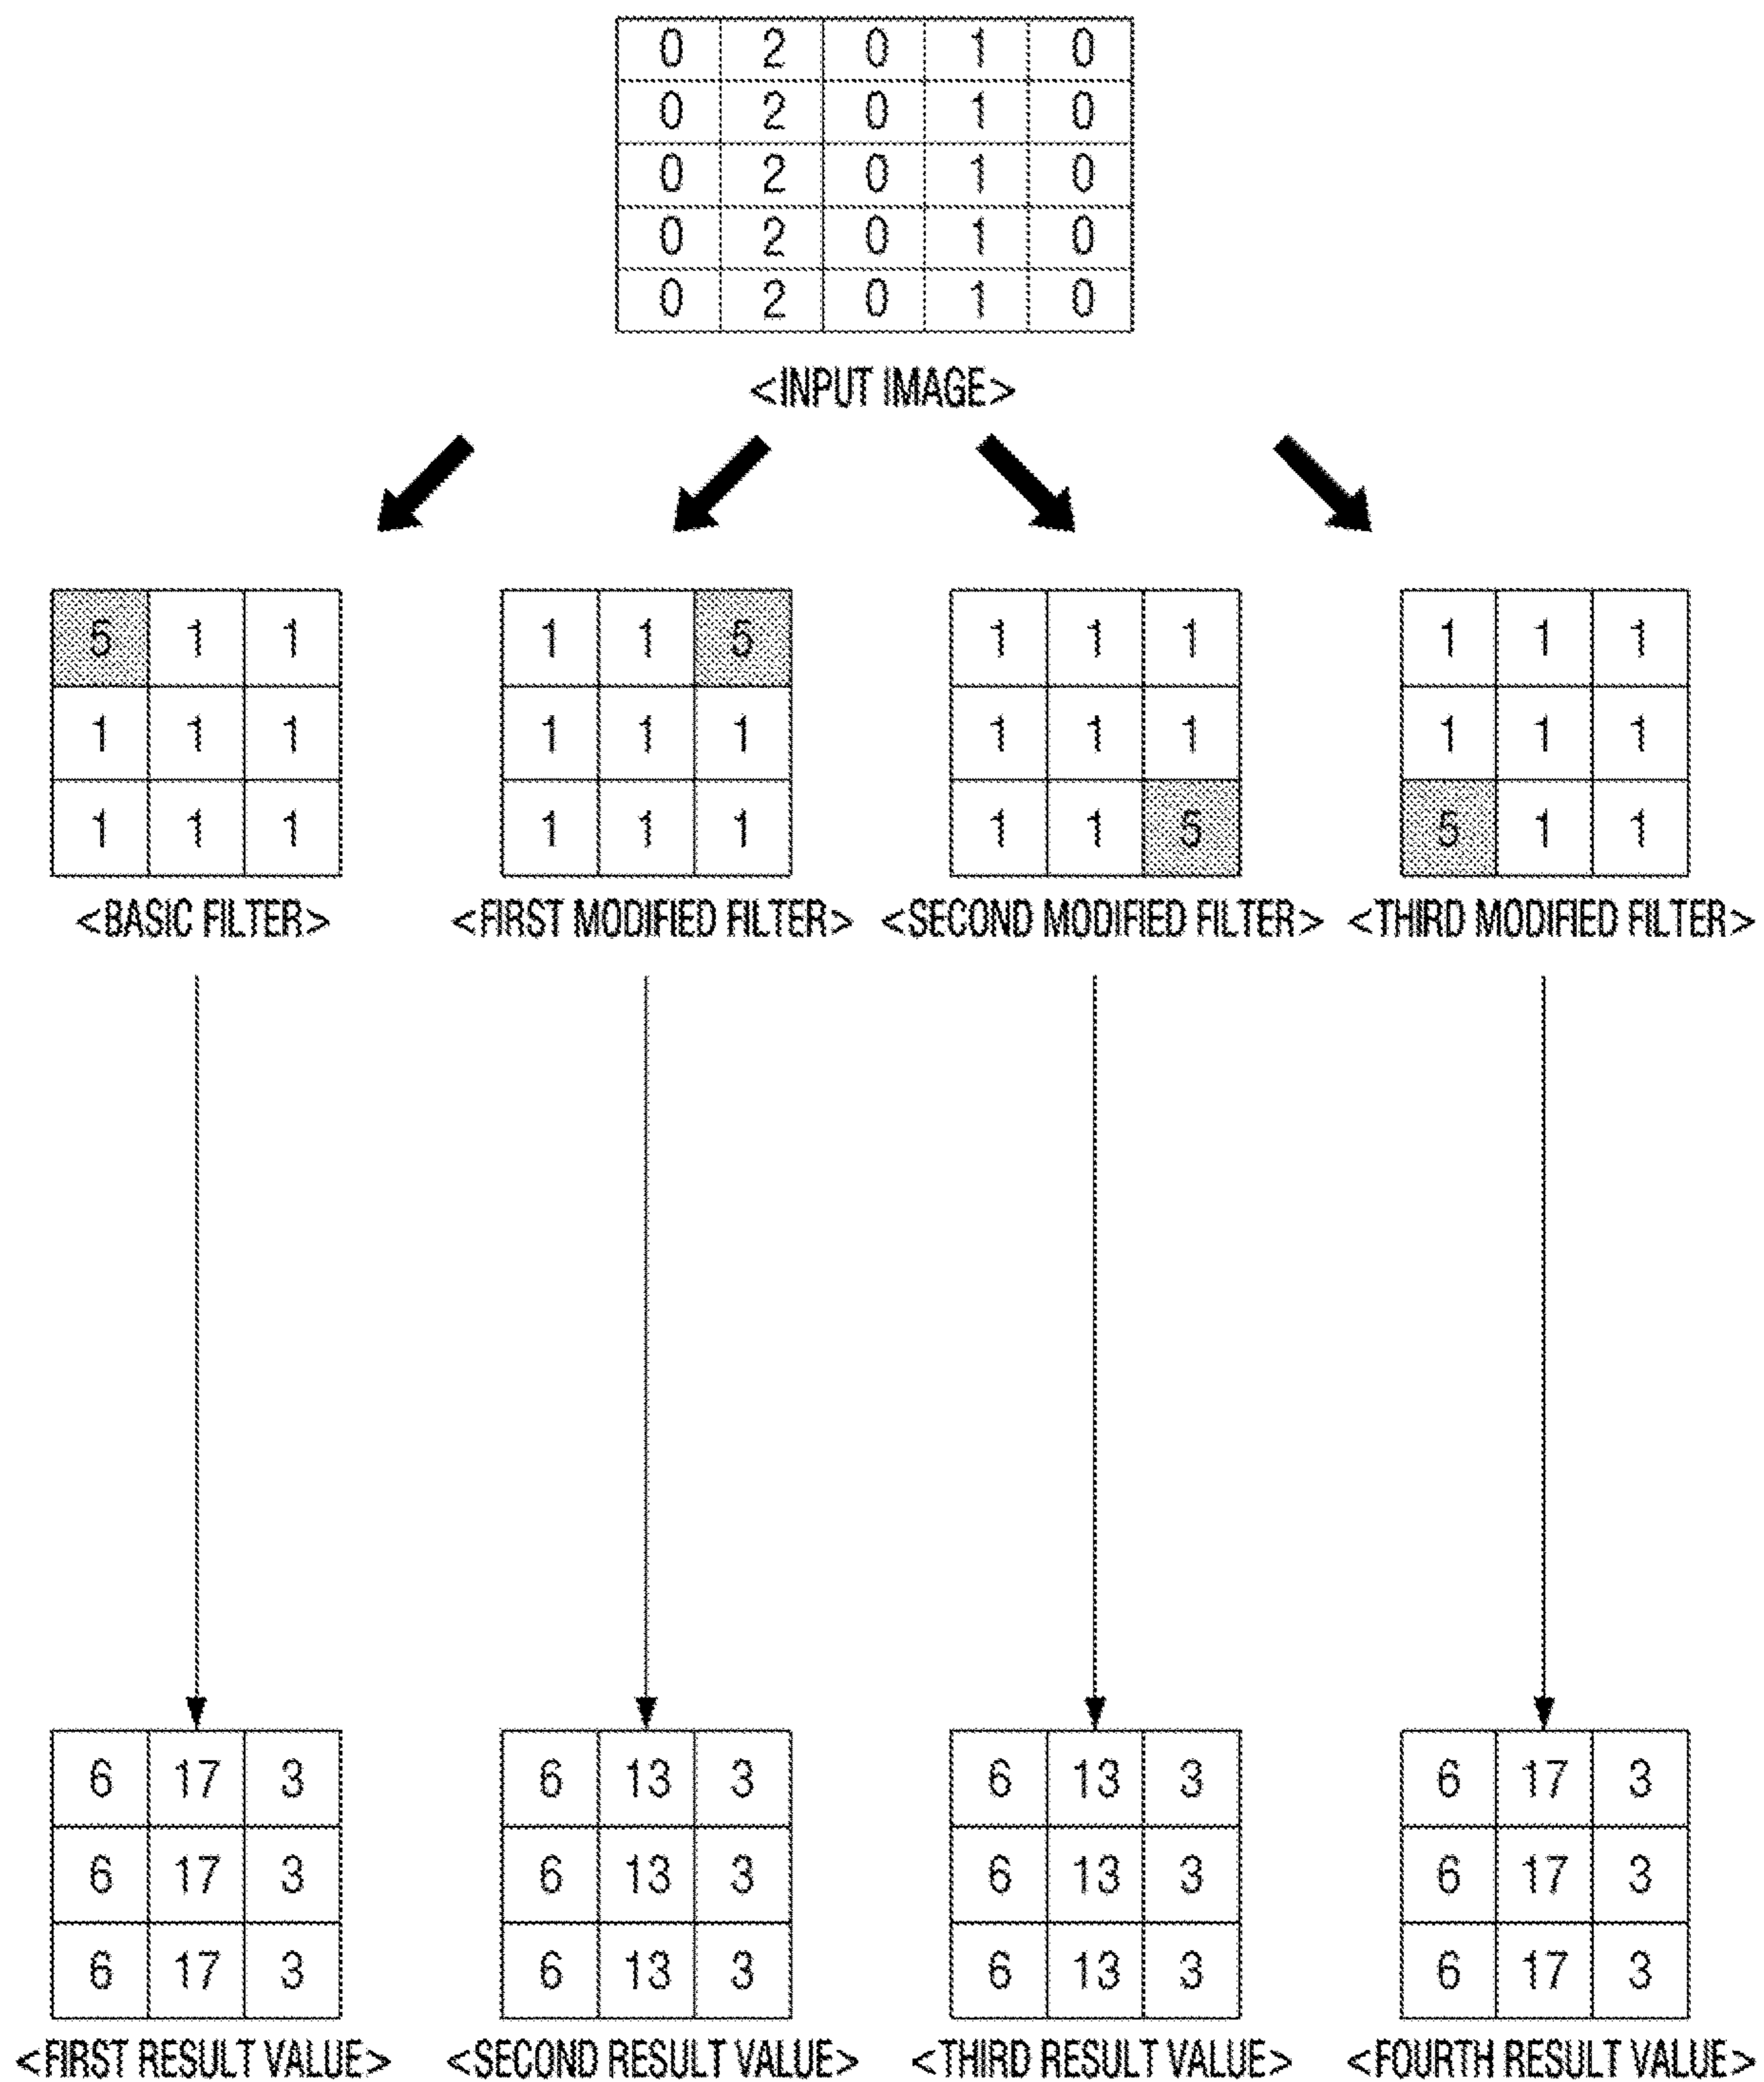 0 2 0 1 0
0 2 0 1 0
0 2 0 1 0
0 2 0 1 0
0 2 0 1 0
<INPUT IMAGE>
5 1 1
1 1 1
1 1 1
<BASIC FILTER>
1 1 5
1 1 1
1 1 1
<FIRST MODIFIED FILTER>
1 1 1
1 1 1
1 1 5
<SECOND MODIFIED FILTER>
1 1 1
1 1 1
5 1 1
<THIRD MODIFIED FILTER>
6 17 3
6 17 3
6 17 3
<FIRST RESULT VALUE>
6 13 3
6 13 3
6 13 3
<SECOND RESULT VALUE>
6 13 3
6 13 3
6 13 3
<THIRD RESULT VALUE>
6 17 3
6 17 3
6 17 3
<FOURTH RESULT VALUE>